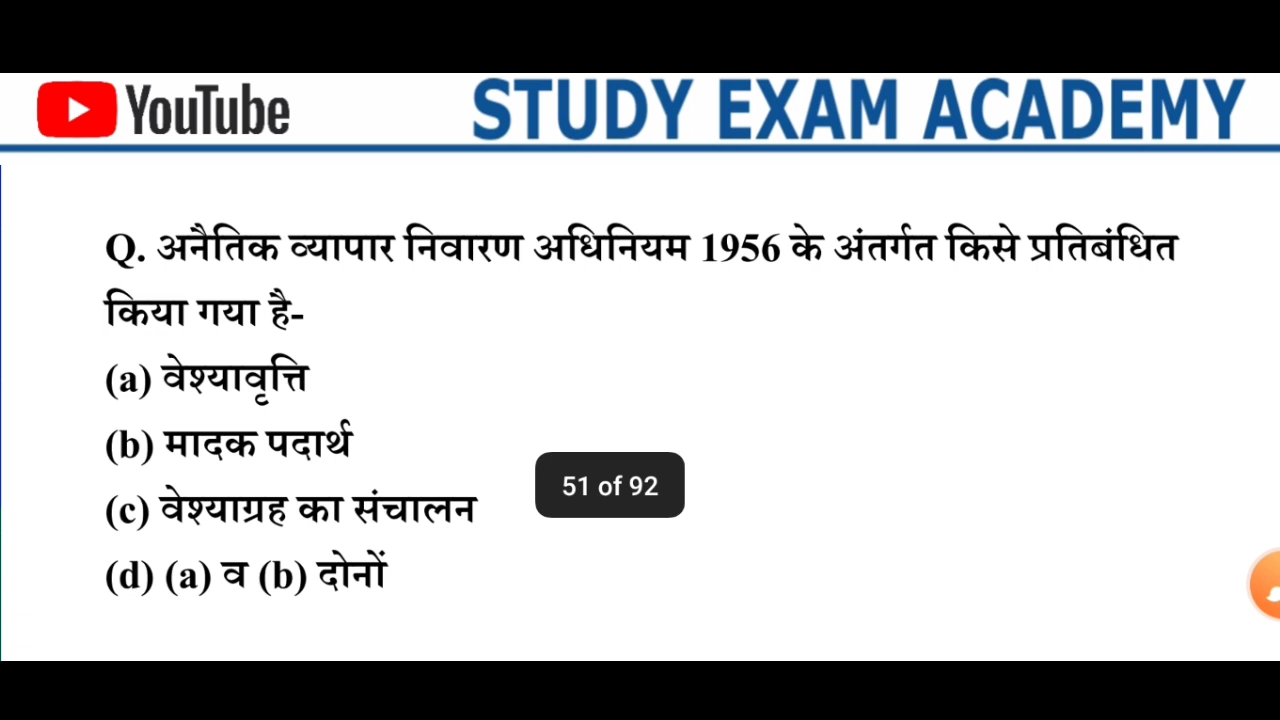 YouTube STUDY EXAM ACADEMY
Q. अनैतिक व्यापार निवारण अधिनियम 1956 के अंतर्गत किसे प्रतिबंधित
किया गया है-
(a) वेश्यावृत्ति
(b) मादक पदार्थ
51 of 92
(c) वेश्याग्रह का संचालन
(d) (a) व (b) दोनों